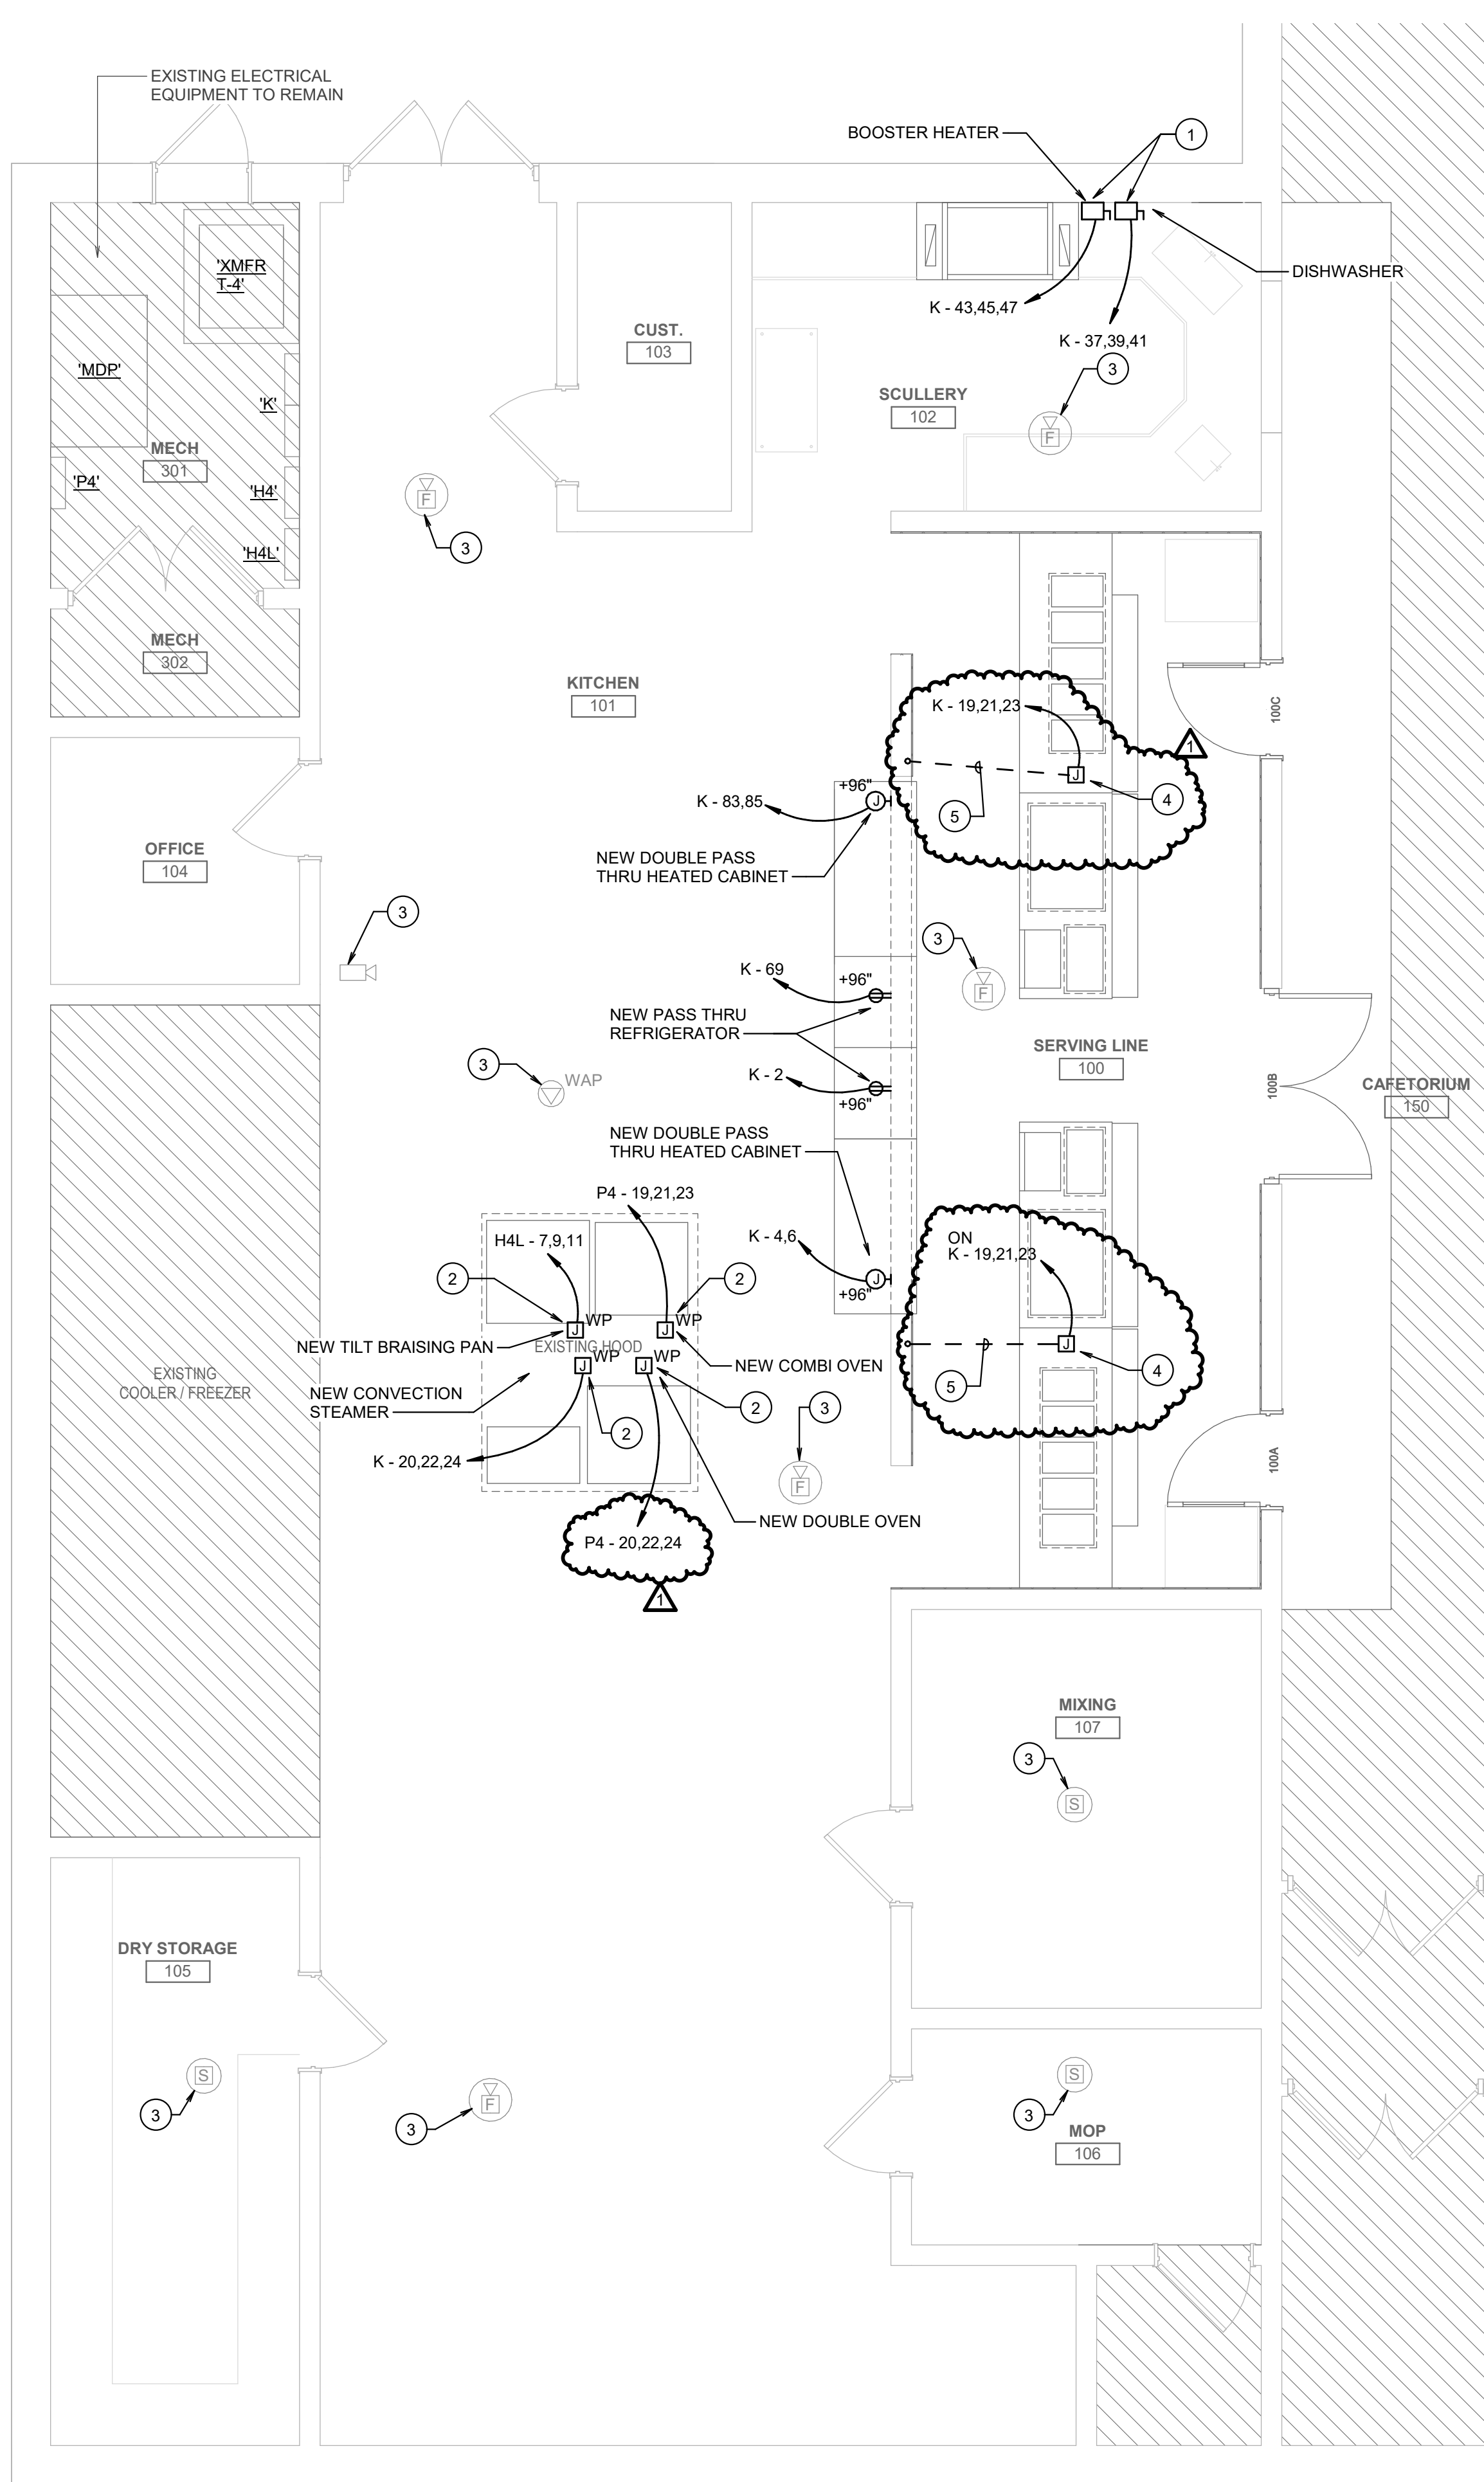 EXISTING ELECTRICAL
EQUIPMENT TO REMAIN
BOOSTER HEATER
1
DISHWASHER
'XMFR
T-4'
K - 43,45,47
K - 37,39,41
CUST.
103
3
'MDP'
SCULLERY
102
F
'K'
MECH
301
'P4'
'H4'
F
3
'H4L'
MECH
302
KITCHEN
101
K - 19,21,23
100C
1
J
4
5
+96"
K - 83,85
J
NEW DOUBLE PASS
THRU HEATED CABINET
OFFICE
104
3
3
F
K - 69
+96"
NEW PASS THRU
REFRIGERATOR
SERVING LINE
100
K - 2
+96"
3
WAP
100B
CAFETORIUM
150
NEW DOUBLE PASS
THRU HEATED CABINET
P4 - 19,21,23
H4L - 7,9,11
K - 4,6
J
+96"
ON
K - 19,21,23
2
2
J
WP
J
WP
NEW TILT BRAISING PAN
EXISTING HOOD
J
4
5
J
WP
J
WP
NEW COMBI OVEN
EXISTING
COOLER / FREEZER
NEW CONVECTION
STEAMER
2
2
3
K - 20,22,24
F
100A
NEW DOUBLE OVEN
P4 - 20,22,24
1
MIXING
107
3
S
DRY STORAGE
105
S
3
F
3
S
3
MOP
106